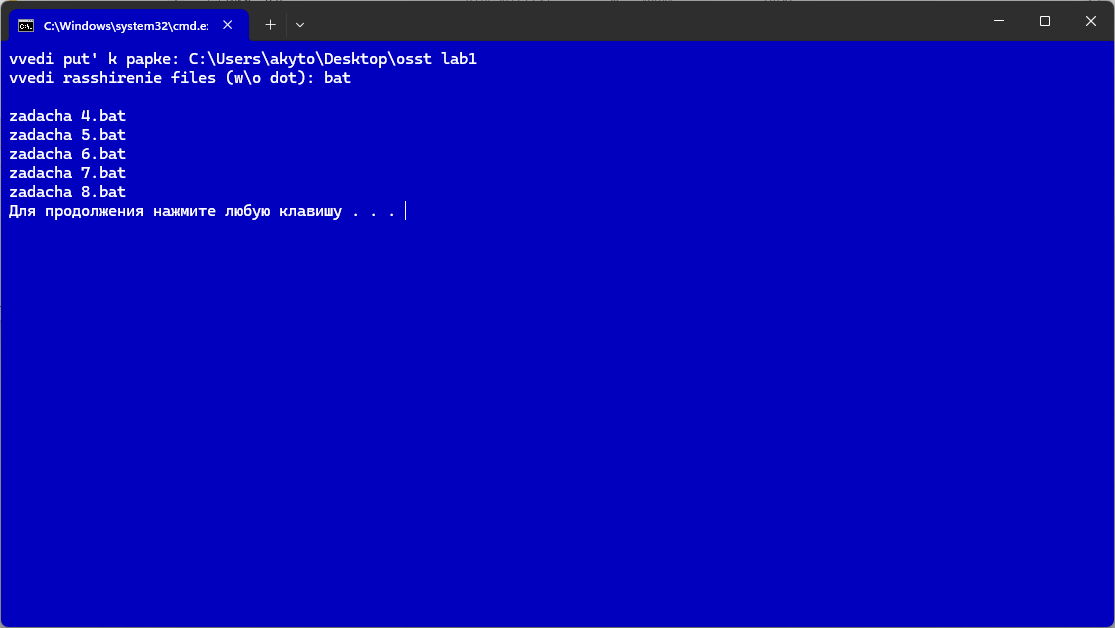 C:\Windows\system32\cmd.e
vvedi put' k papke: C:\Users\akyto\Desktop\osst lab1
vvedi rasshirenie files (w\o dot): bat
zadacha 4.bat
zadacha 5.bat
zadacha 6.bat
zadacha 7.bat
zadacha 8.bat
Для продолжения нажмите любую клавишу . . .